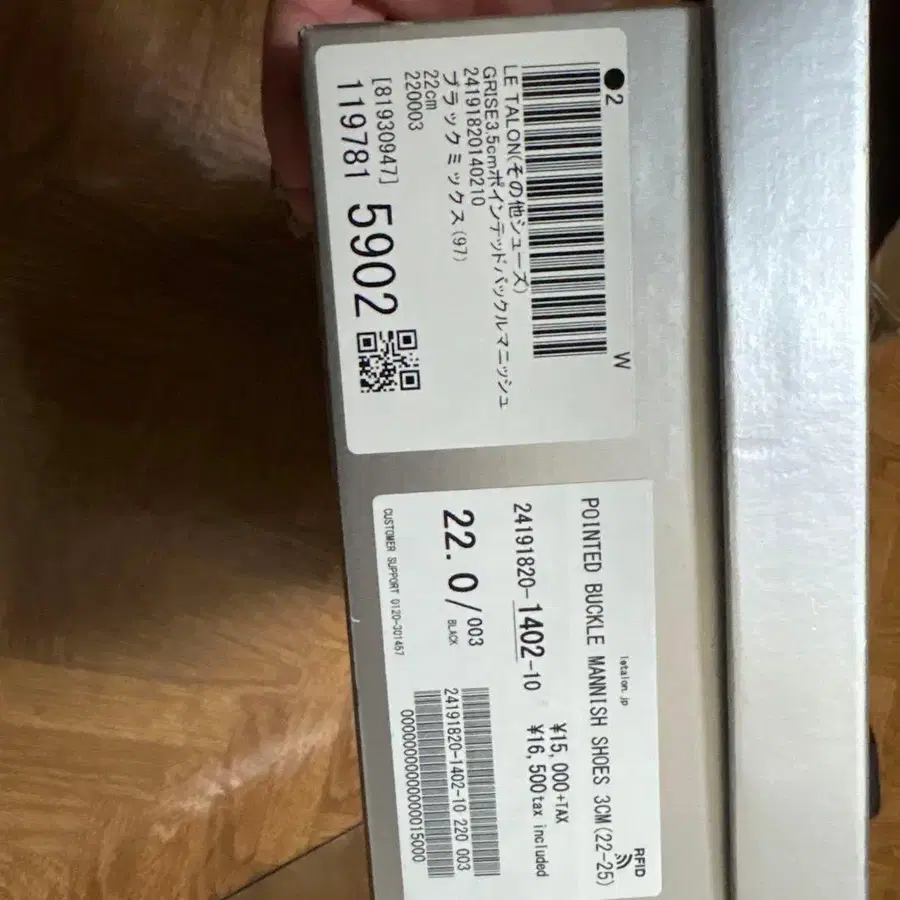 ●2
W
LE TALON(その他シューズ)
GRISE3.5cmポインテッドバックルマニッシュ
24191820140210
ブラックミックス(97)
22cm
220003
[81930947]
119781 5902
POINTED BUCKLE MANNISH SHOES 3CM(22-25)
RFID
letalon.jp
24191820-1402-10
¥15,000+TAX
¥16,500tax included
22.0/003
BLACK
24191820-1402-10 220 003
0000000000000015000
CUSTOMER SUPPORT 0120-301457